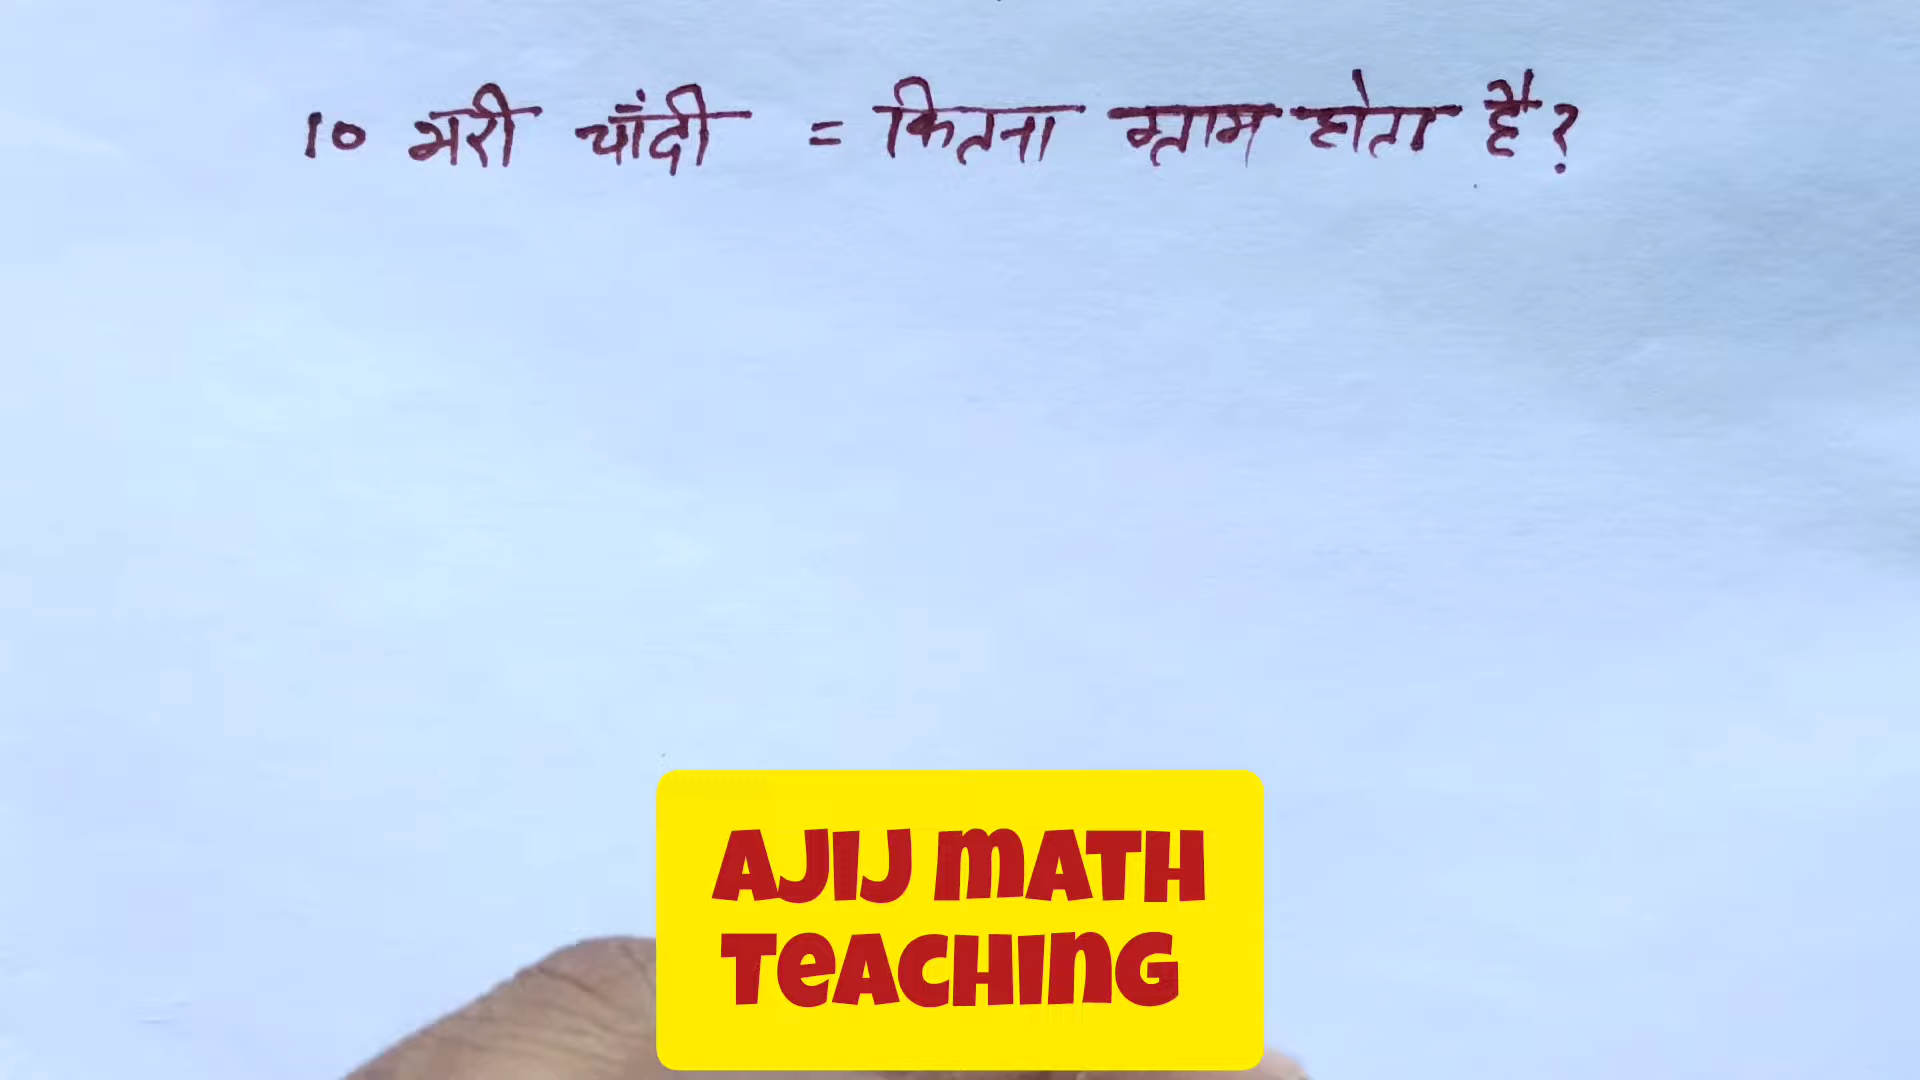 10 भरी चांदी = कितना ग्राम होता है?
AJIJ MATH
TEACHING